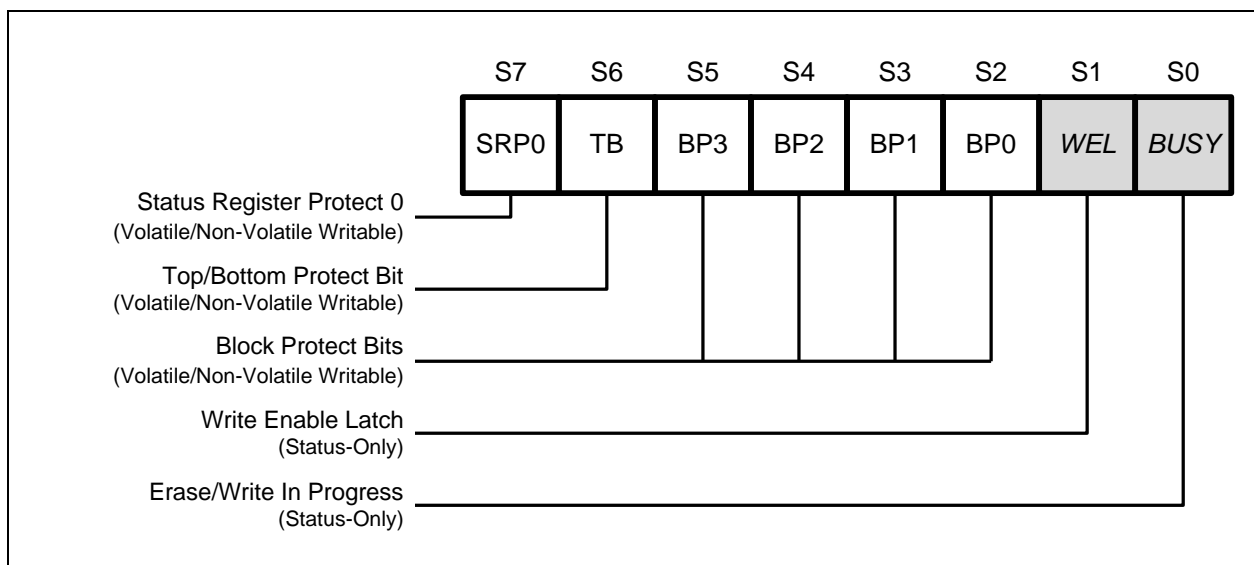 S7 S6 S5 S4 S3 S2 S1 S0
SRP0 TB BP3 BP2 BP1 BP0 WEL BUSY
Status Register Protect 0
(Volatile/Non-Volatile Writable)
Top/Bottom Protect Bit
(Volatile/Non-Volatile Writable)
Block Protect Bits
(Volatile/Non-Volatile Writable)
Write Enable Latch
(Status-Only)
Erase/Write In Progress
(Status-Only)